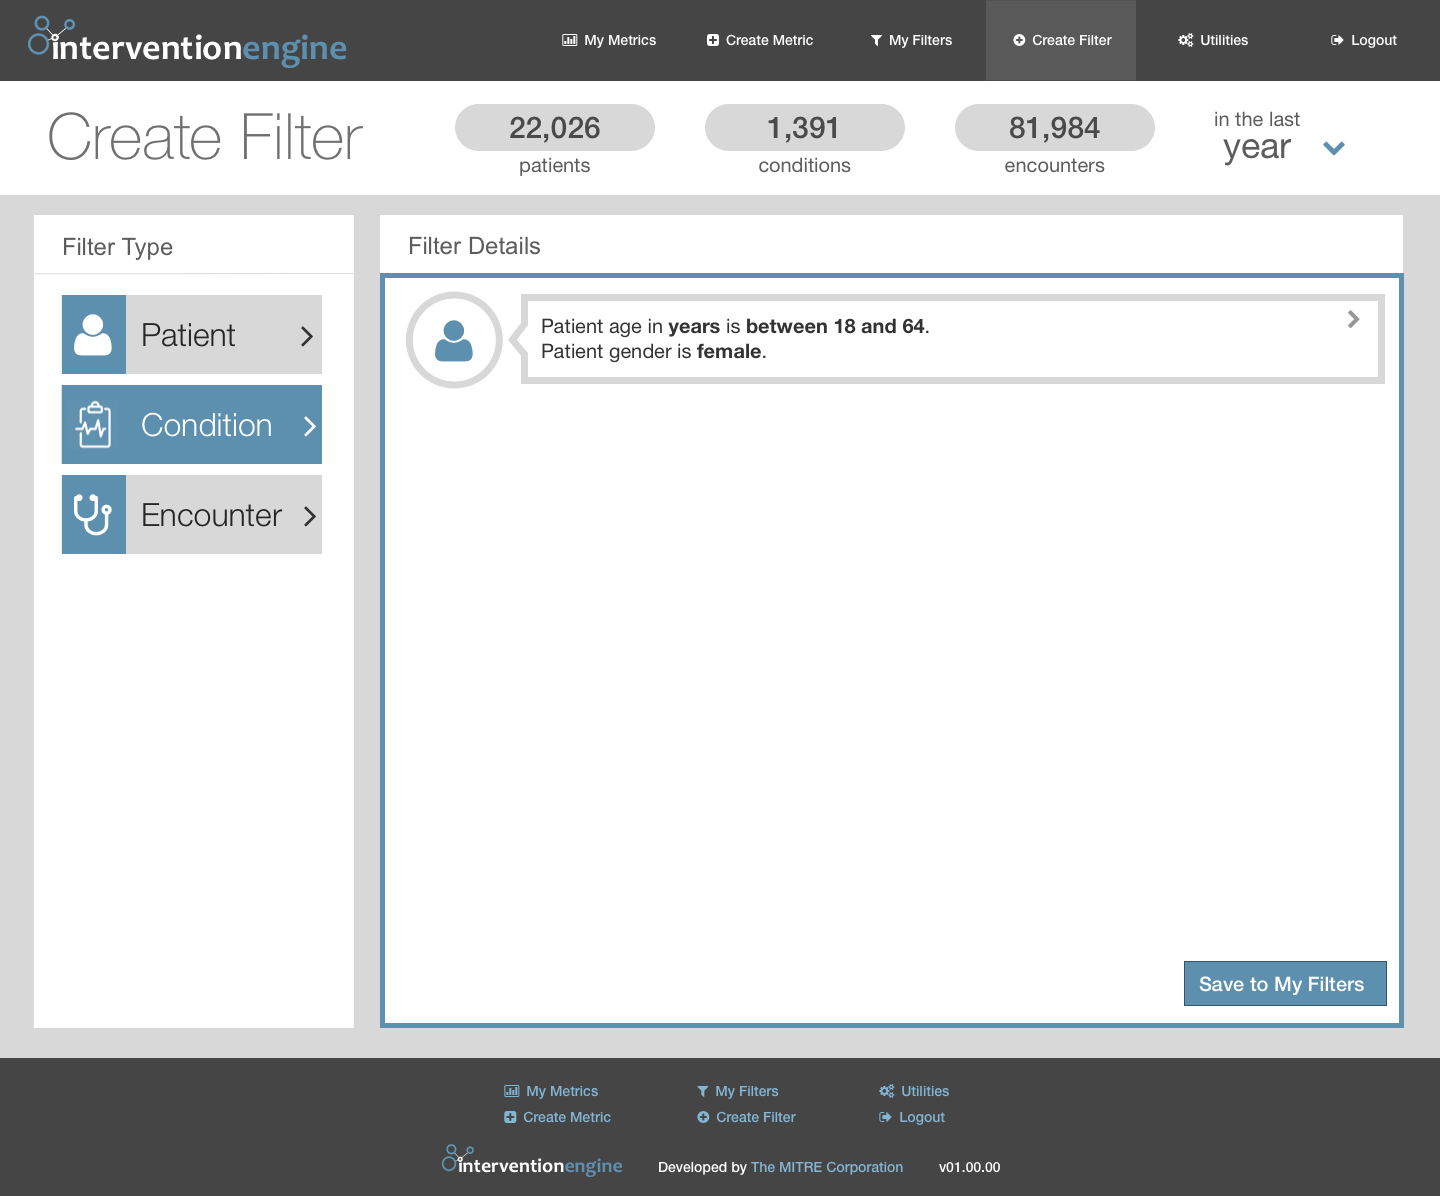 interventionengine
My Metrics
Create Metric
My Filters
Create Filter
Utilities
Logout
Create Filter
22,026
patients
1,391
conditions
81,984
encounters
in the last
year
Filter Type
Patient
Condition
Encounter
Filter Details
Patient age in years is between 18 and 64.
Patient gender is female.
Save to My Filters
My Metrics
My Filters
Utilities
Create Metric
Create Filter
Logout
interventionengine
Developed by The MITRE Corporation
v01.00.00